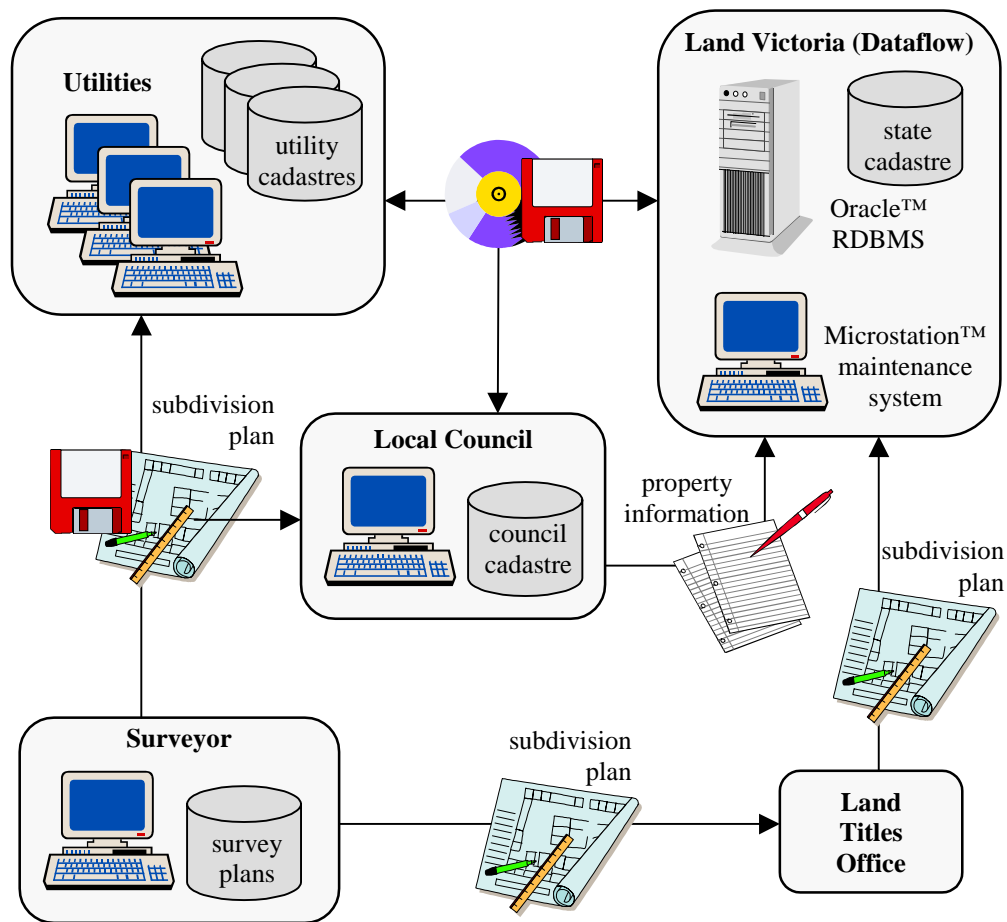 Utilities
utility
cadastres
Land Victoria (Dataflow)
state
cadastre
Oracle™
RDBMS
Microstation™
maintenance
system
subdivision
plan
Local Council
council
cadastre
property
information
subdivision
plan
Surveyor
survey
plans
subdivision
plan
Land
Titles
Office